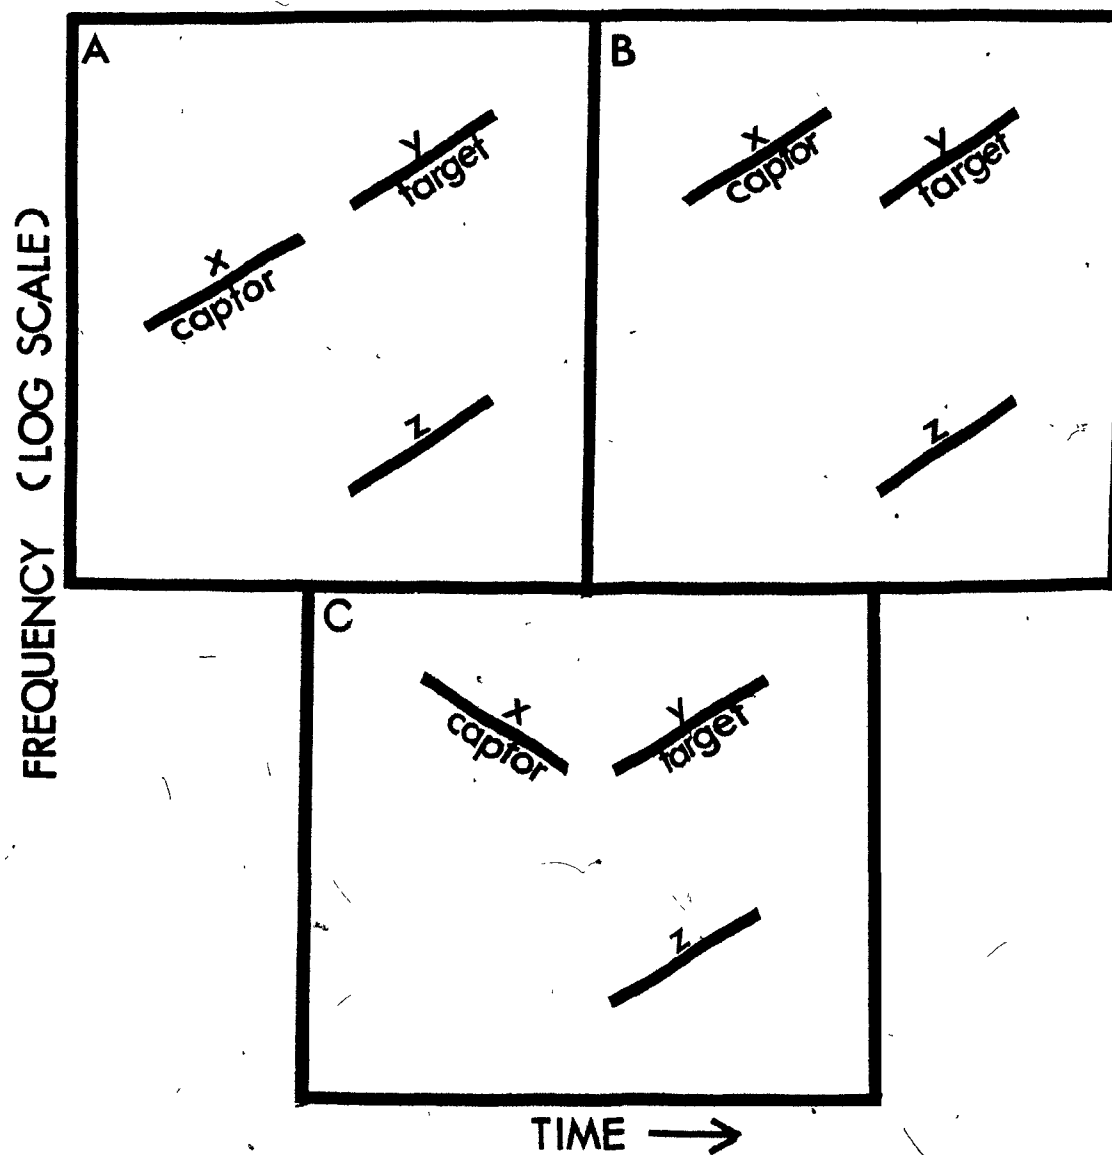 A
X
captor
Y
target
Z
B
X
captor
Y
target
Z
C
X
captor
Y
target
Z
FREQUENCY (LOG SCALE)
TIME